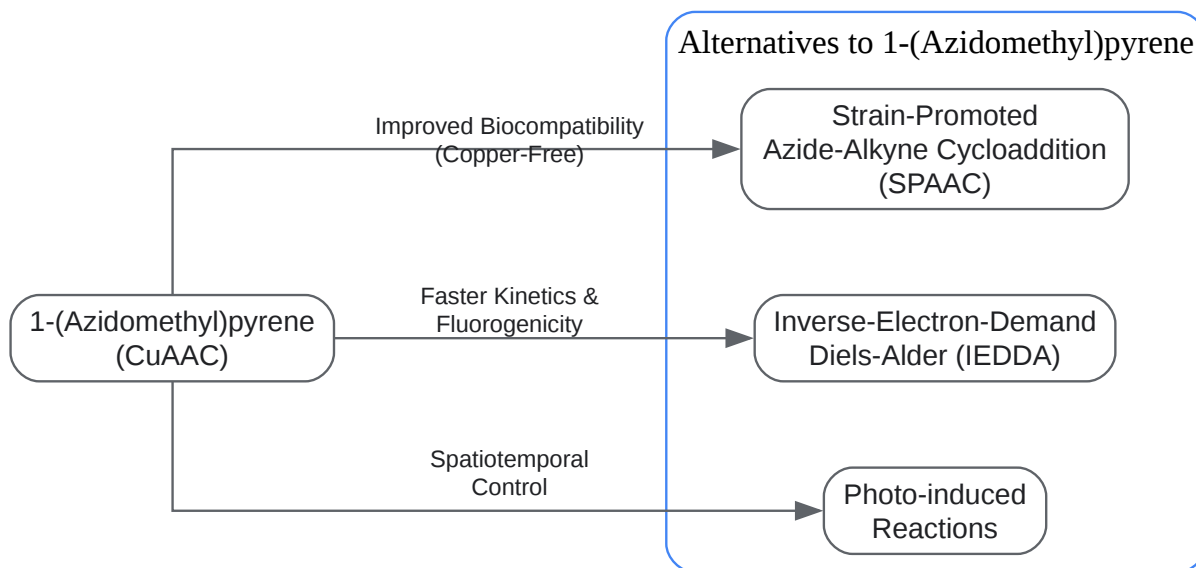 Alternatives to 1-(Azidomethyl)pyrene
Improved Biocompatibility
(Copper-Free)
Strain-Promoted
Azide-Alkyne Cycloaddition
(SPAAC)
1-(Azidomethyl)pyrene
(CuAAC)
Faster Kinetics &
Fluorogenicity
Inverse-Electron-Demand
Diels-Alder (IEDDA)
Spatiotemporal
Control
Photo-induced
Reactions